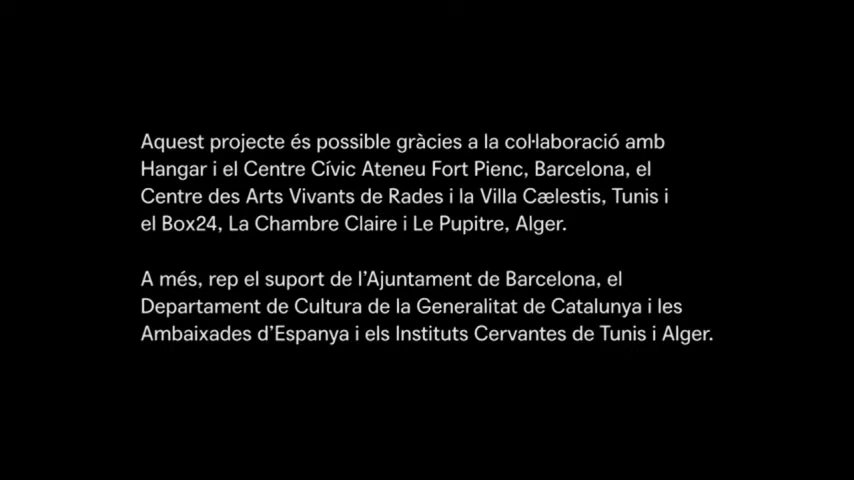 Aquest projecte és possible gràcies a la col·laboració amb
Hangar i el Centre Cívic Ateneu Fort Pienc, Barcelona, el
Centre des Arts Vivants de Rades i la Villa Cælestis, Tunis i
el Box24, La Chambre Claire i Le Pupitre, Alger.
A més, rep el suport de l’Ajuntament de Barcelona, el
Departament de Cultura de la Generalitat de Catalunya i les
Ambaixades d’Espanya i els Instituts Cervantes de Tunis i Alger.